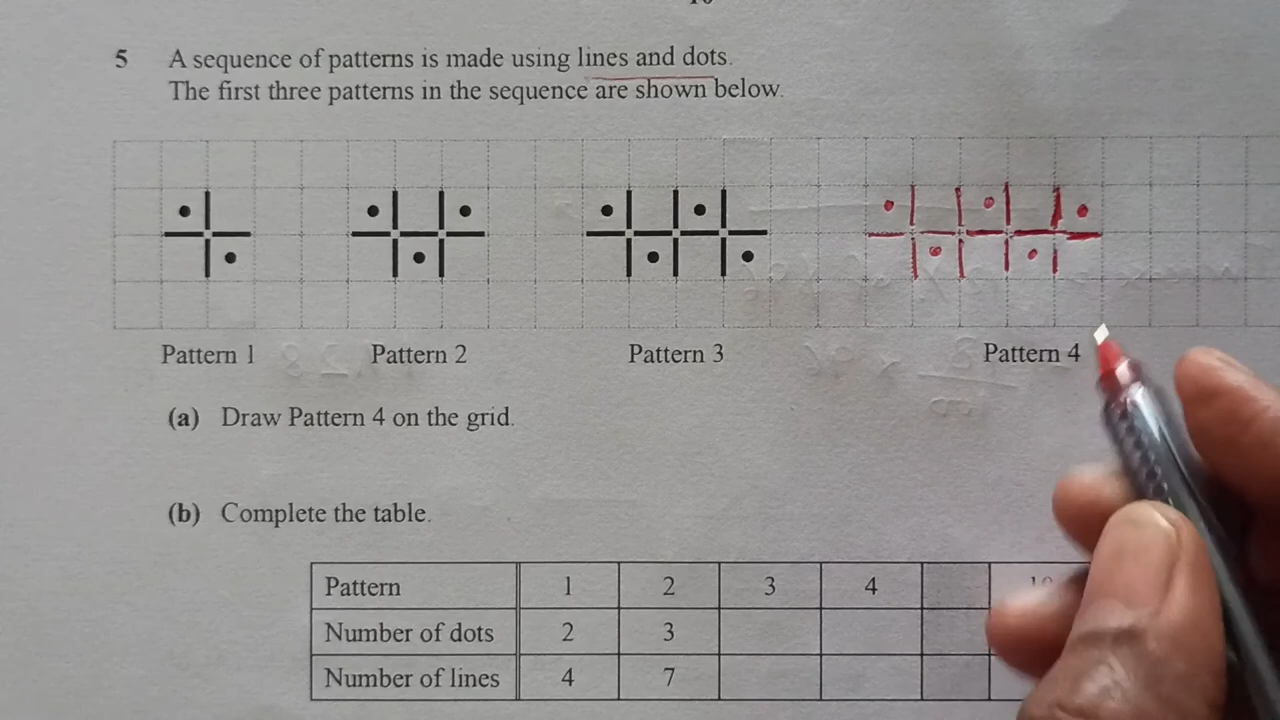 5 A sequence of patterns is made using lines and dots.
The first three patterns in the sequence are shown below.
Pattern 1 Pattern 2 Pattern 3 Pattern 4
(a) Draw Pattern 4 on the grid.
(b) Complete the table.
Pattern 1 2 3 4 10
Number of dots 2 3
Number of lines 4 7